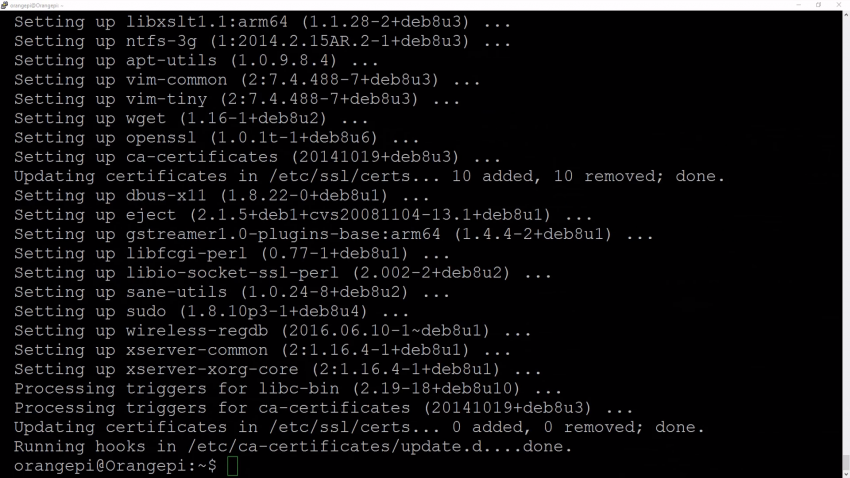 orangepi@Orangepi: ~
Setting up libxslt1.1:arm64 (1.1.28-2+deb8u3) ...
Setting up ntfs-3g (1:2014.2.15AR.2-1+deb8u3) ...
Setting up apt-utils (1.0.9.8.4) ...
Setting up vim-common (2:7.4.488-7+deb8u3) ...
Setting up vim-tiny (2:7.4.488-7+deb8u3) ...
Setting up wget (1.16-1+deb8u2) ...
Setting up openssl (1.0.1t-1+deb8u6) ...
Setting up ca-certificates (20141019+deb8u3) ...
Updating certificates in /etc/ssl/certs... 10 added, 10 removed; done.
Setting up dbus-x11 (1.8.22-0+deb8u1) ...
Setting up eject (2.1.5+deb1+cvs20081104-13.1+deb8u1) ...
Setting up gstreamer1.0-plugins-base:arm64 (1.4.4-2+deb8u1) ...
Setting up libfcgi-perl (0.77-1+deb8u1) ...
Setting up libio-socket-ssl-perl (2.002-2+deb8u2) ...
Setting up sane-utils (1.0.24-8+deb8u2) ...
Setting up sudo (1.8.10p3-1+deb8u4) ...
Setting up wireless-regdb (2016.06.10-1~deb8u1) ...
Setting up xserver-common (2:1.16.4-1+deb8u1) ...
Setting up xserver-xorg-core (2:1.16.4-1+deb8u1) ...
Processing triggers for libc-bin (2.19-18+deb8u10) ...
Processing triggers for ca-certificates (20141019+deb8u3) ...
Updating certificates in /etc/ssl/certs... 0 added, 0 removed; done.
Running hooks in /etc/ca-certificates/update.d....done.
orangepi@Orangepi:~$